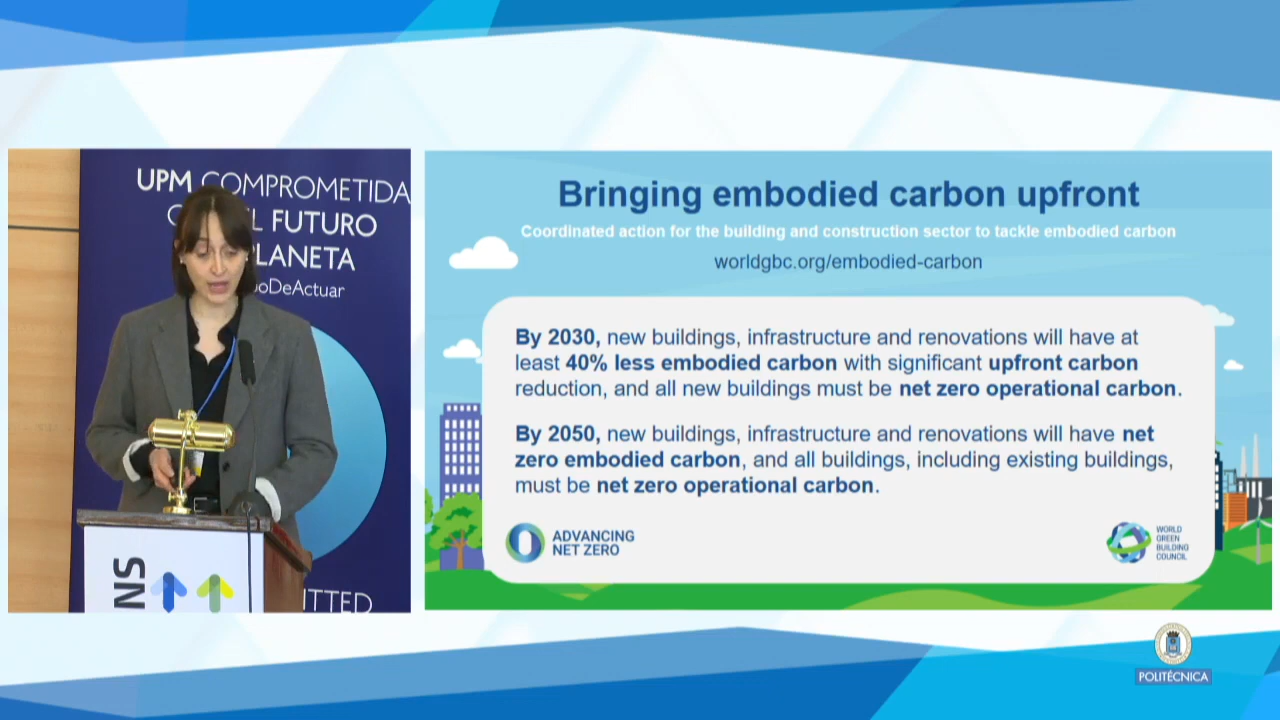 UPM COMPROMETIDA
FUTURO
PLANETA
DeActuar
NS
ITTED
Bringing embodied carbon upfront
Coordinated action for the building and construction sector to tackle embodied carbon
worldgbc.org/embodied-carbon
By 2030, new buildings, infrastructure and renovations will have at
least 40% less embodied carbon with significant upfront carbon
reduction, and all new buildings must be net zero operational carbon.
By 2050, new buildings, infrastructure and renovations will have net
zero embodied carbon, and all buildings, including existing buildings,
must be net zero operational carbon.
ADVANCING
NET ZERO
WORLD
GREEN
BUILDING
COUNCIL
POLITÉCNICA